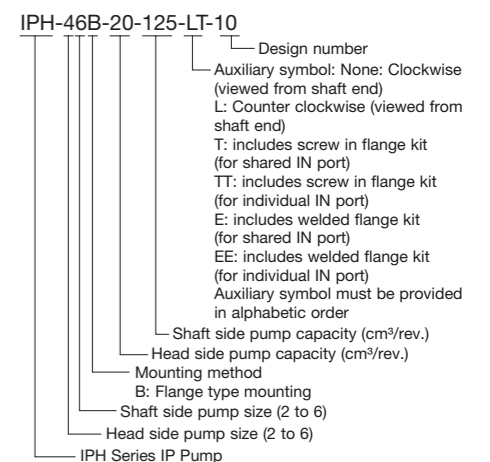 IPH-46B-20-125-LT-10
Design number
Auxiliary symbol: None: Clockwise
(viewed from shaft end)
L: Counter clockwise (viewed from
shaft end)
T: includes screw in flange kit
(for shared IN port)
TT: includes screw in flange kit
(for individual IN port)
E: includes welded flange kit
(for shared IN port)
EE: includes welded flange kit
(for individual IN port)
Auxiliary symbol must be provided
in alphabetic order
Shaft side pump capacity (cm³/rev.)
Head side pump capacity (cm³/rev.)
Mounting method
B: Flange type mounting
Shaft side pump size (2 to 6)
Head side pump size (2 to 6)
IPH Series IP Pump